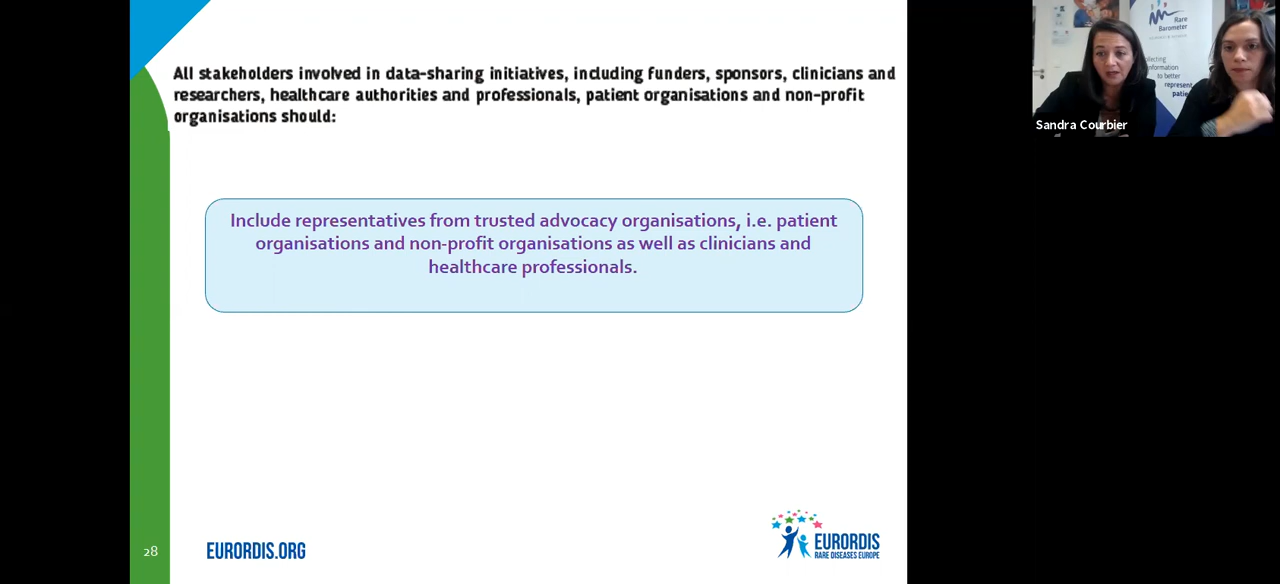 All stakeholders involved in data-sharing initiatives, including funders, sponsors, clinicians and
researchers, healthcare authorities and professionals, patient organisations and non-profit
organisations should:
Include representatives from trusted advocacy organisations, i.e. patient
organisations and non-profit organisations as well as clinicians and
healthcare professionals.
28
EURORDIS.ORG
EURORDIS
RARE DISEASES EUROPE
Rare
Barometer
information
to better
represent
Sandra Courbier